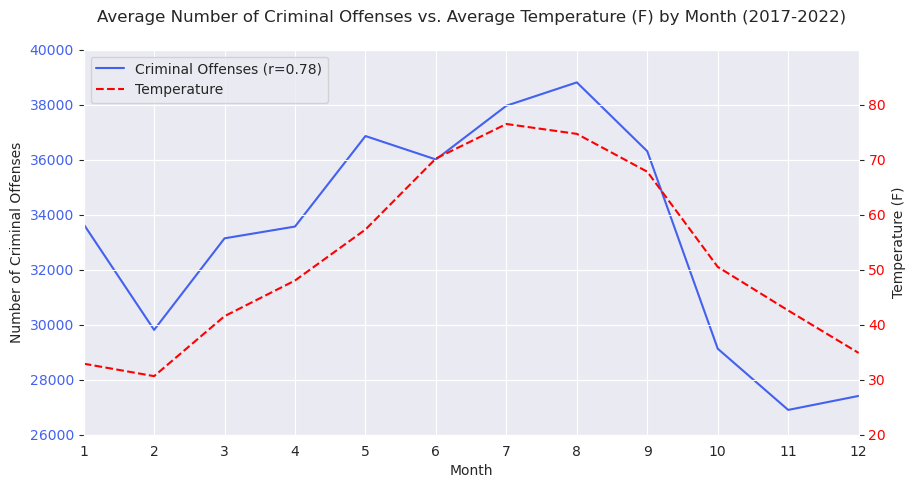 Average Number of Criminal Offenses vs. Average Temperature (F) by Month (2017-2022)
Criminal Offenses (r=0.78)
Temperature
Number of Criminal Offenses
40000
38000
36000
34000
32000
30000
28000
26000
80
70
60
50
40
30
20
Temperature (F)
1 2 3 4 5 6 7 8 9 10 11 12
Month